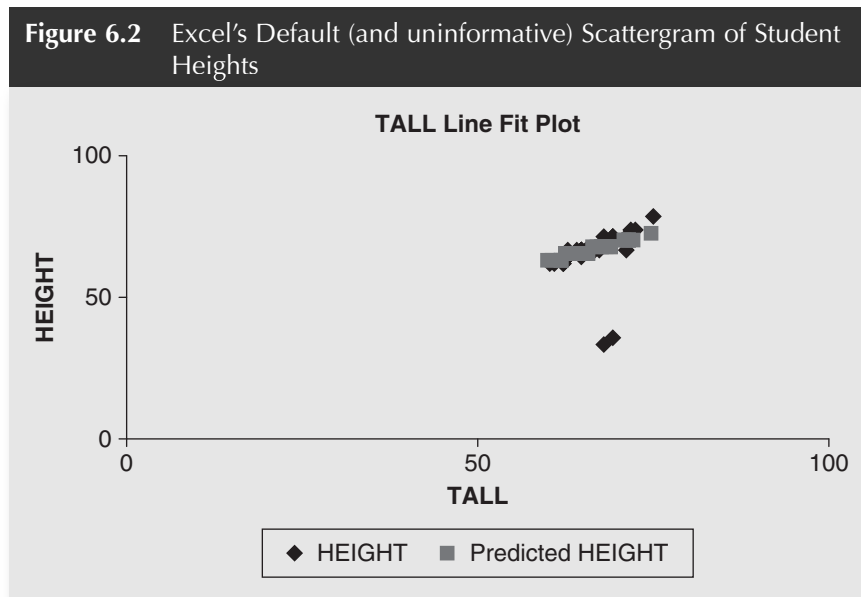 Figure 6.2 Excel's Default (and uninformative) Scattergram of Student
Heights
TALL Line Fit Plot
100
50
0
HEIGHT
0 50 100
TALL
HEIGHT Predicted HEIGHT